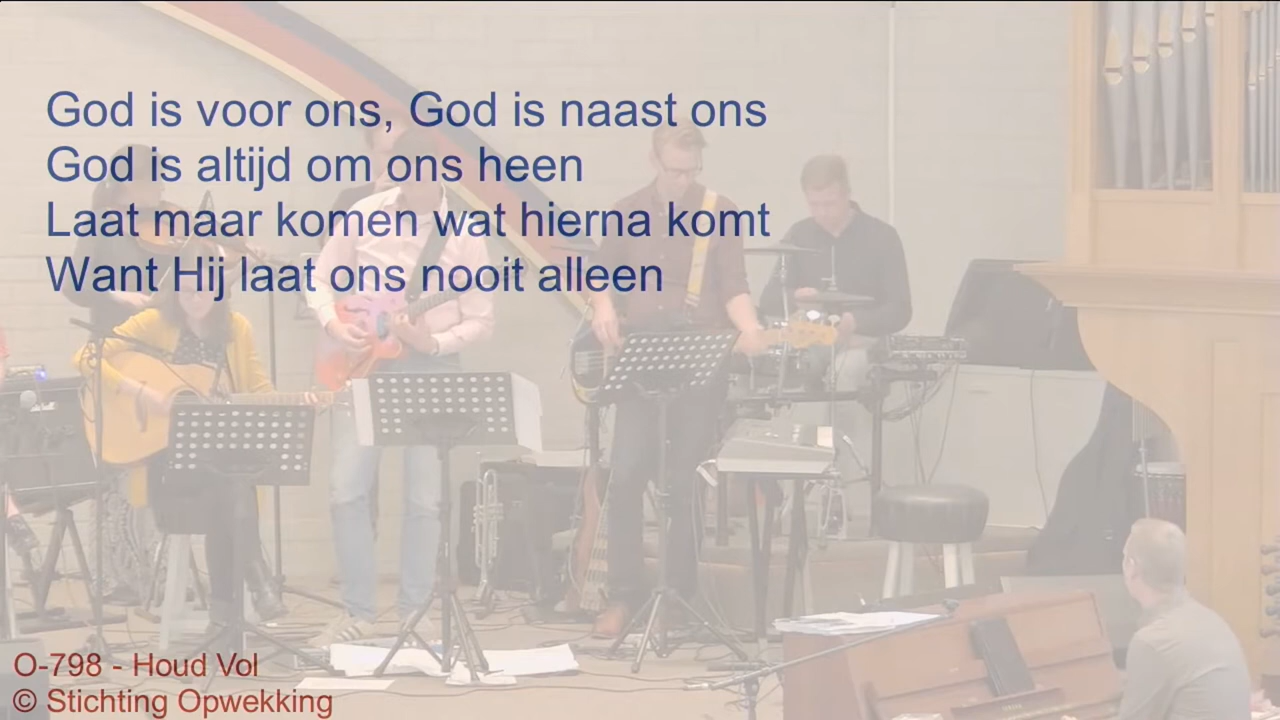 God is voor ons, God is naast ons
God is altijd om ons heen
Laat maar komen wat hierna komt
Want Hij laat ons nooit alleen
O-798 - Houd Vol
© Stichting Opwekking